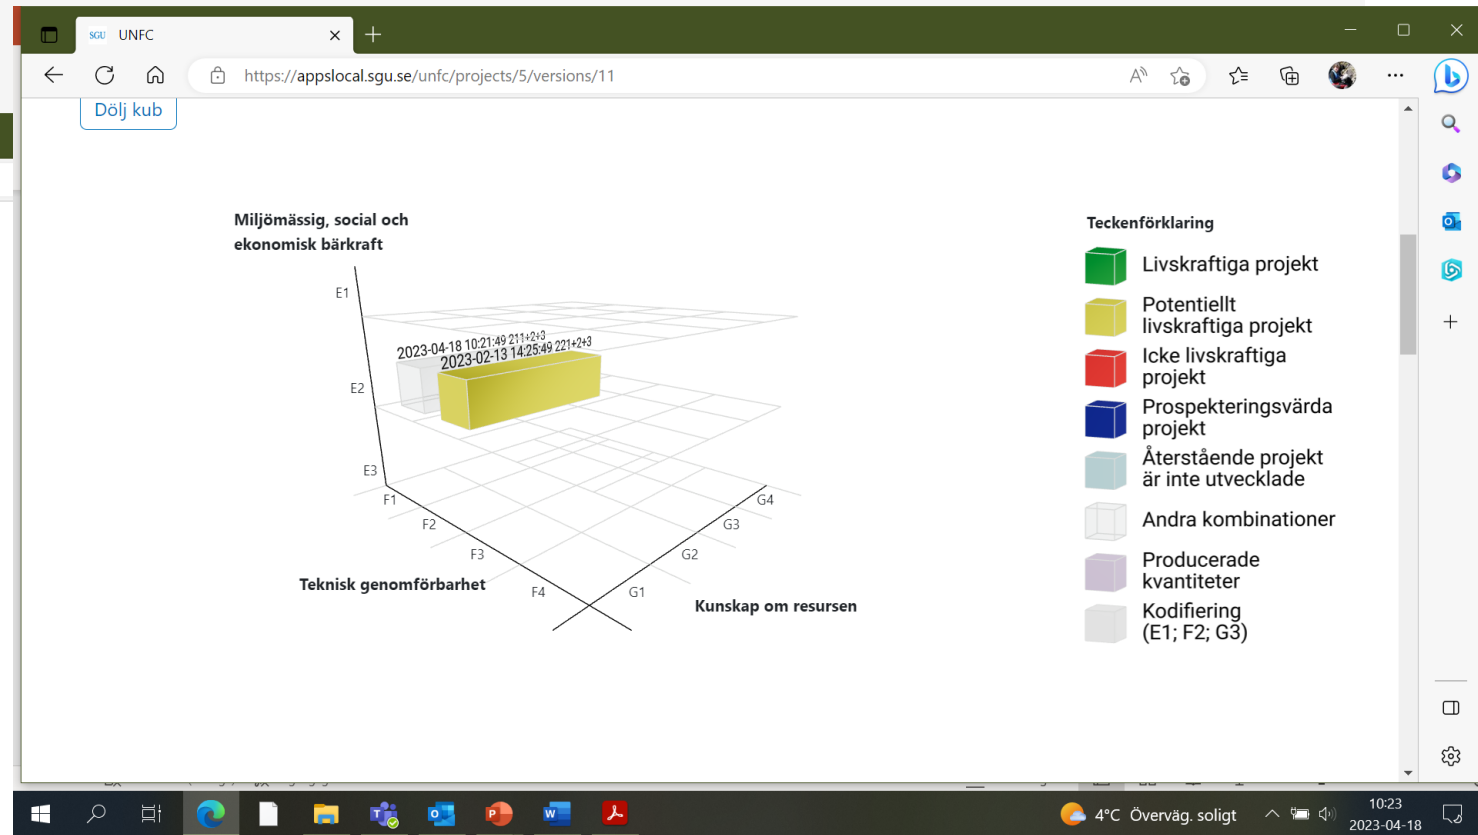 SGU UNFC
https://appslocal.sgu.se/unfc/projects/5/versions/11
Dölj kub
Miljömässig, social och
ekonomisk bärkraft
E1
E2
E3
2023-04-18 10:21:49 211+2+3
2023-02-13 14:25:49 221+2+3
F1
F2
F3
F4
G4
G3
G2
G1
Teknisk genomförbarhet
Kunskap om resursen
Teckenförklaring
Livskraftiga projekt
Potentiellt
livskraftiga projekt
Icke livskraftiga
projekt
Prospekteringsvärda
projekt
Återstående projekt
är inte utvecklade
Andra kombinationer
Producerade
kvantiteter
Kodifiering
(E1; F2; G3)
4°C Överväg. soligt
10:23
2023-04-18